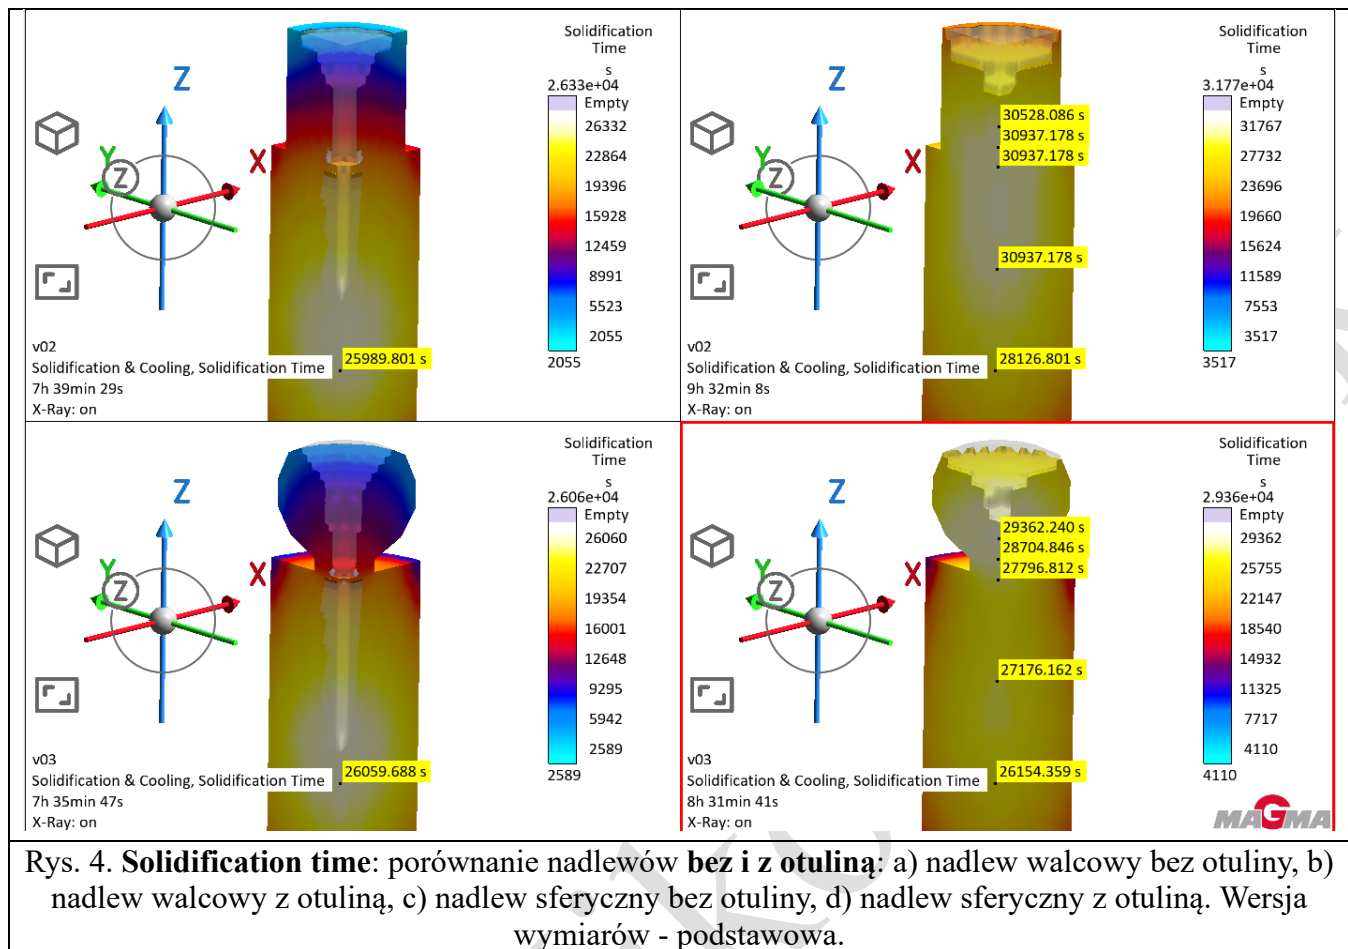 Solidification
Time
s
2.633e+04
Empty
26332
22864
19396
15928
12459
8991
5523
2055
2055
Z
Y
Z
X
25989.801 s
v02
Solidification & Cooling, Solidification Time
7h 39min 29s
X-Ray: on
Solidification
Time
s
3.177e+04
Empty
31767
27732
23696
19660
15624
11589
7553
3517
3517
Z
Y
Z
X
30528.086 s
30937.178 s
30937.178 s
30937.178 s
28126.801 s
v02
Solidification & Cooling, Solidification Time
9h 32min 8s
X-Ray: on
Solidification
Time
s
2.606e+04
Empty
26060
22707
19354
16001
12648
9295
5942
2589
2589
Z
Y
Z
X
26059.688 s
v03
Solidification & Cooling, Solidification Time
7h 35min 47s
X-Ray: on
Solidification
Time
s
2.936e+04
Empty
29362
25755
22147
18540
14932
11325
7717
4110
4110
Z
Y
Z
X
29362.240 s
28704.846 s
27796.812 s
27176.162 s
26154.359 s
v03
Solidification & Cooling, Solidification Time
8h 31min 41s
X-Ray: on
MAGMA
Rys. 4. Solidification time: porównanie nadlewów bez i z otuliną: a) nadlew walcowy bez otuliny, b)
nadlew walcowy z otuliną, c) nadlew sferyczny bez otuliny, d) nadlew sferyczny z otuliną. Wersja
wymiarów - podstawowa.